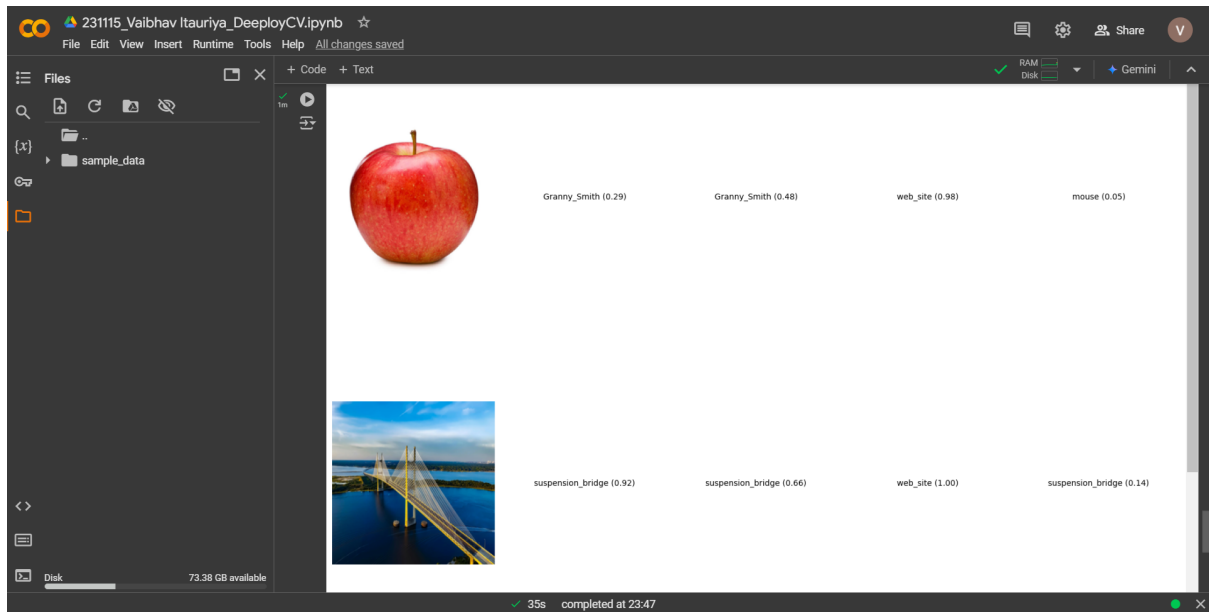 231115_Vaibhav Itauriya_DeeployCV.ipynb
File Edit View Insert Runtime Tools Help All changes saved
Share
V
Files
+ Code + Text
RAM
Disk
Gemini
1m
..
{x}
sample_data
Granny_Smith (0.29) Granny_Smith (0.48) web_site (0.98) mouse (0.05)
suspension_bridge (0.92) suspension_bridge (0.66) web_site (1.00) suspension_bridge (0.14)
Disk 73.38 GB available
35s completed at 23:47